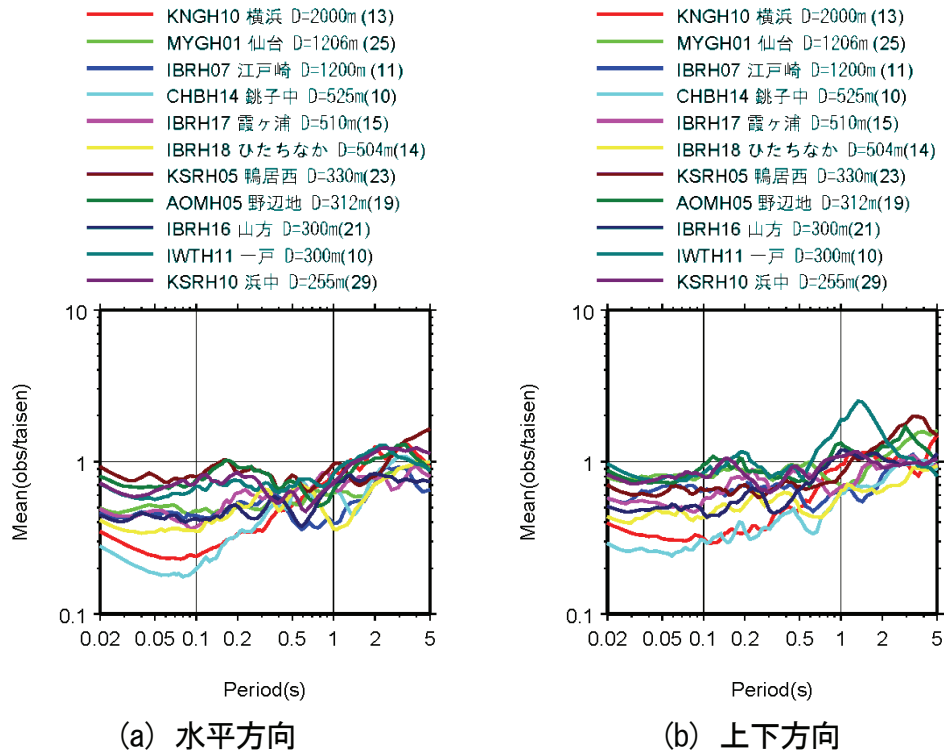 KNGH10 横浜 D=2000m (13)
MYGH01 仙台 D=1206m (25)
IBRH07 江戸崎 D=1200m (11)
CHBH14 銚子中 D=525m (10)
IBRH17 霞ヶ浦 D=510m(15)
IBRH18 ひたちなか D=504m(14)
KSRH05 鴨居西 D=330m(23)
AOMH05 野辺地 D=312m(19)
IBRH16 山方 D=300m(21)
IWTH11 一戸 D=300m(10)
KSRH10 浜中 D=255m(29)
10
1
0.1
Mean(obs/taisen)
0.02 0.05 0.1 0.2 0.5 1 2 5
Period(s)
(a) 水平方向
KNGH10 横浜 D=2000m (13)
MYGH01 仙台 D=1206m (25)
IBRH07 江戸崎 D=1200m (11)
CHBH14 銚子中 D=525m (10)
IBRH17 霞ヶ浦 D=510m(15)
IBRH18 ひたちなか D=504m(14)
KSRH05 鴨居西 D=330m(23)
AOMH05 野辺地 D=312m(19)
IBRH16 山方 D=300m(21)
IWTH11 一戸 D=300m(10)
KSRH10 浜中 D=255m(29)
10
1
0.1
Mean(obs/taisen)
0.02 0.05 0.1 0.2 0.5 1 2 5
Period(s)
(b) 上下方向